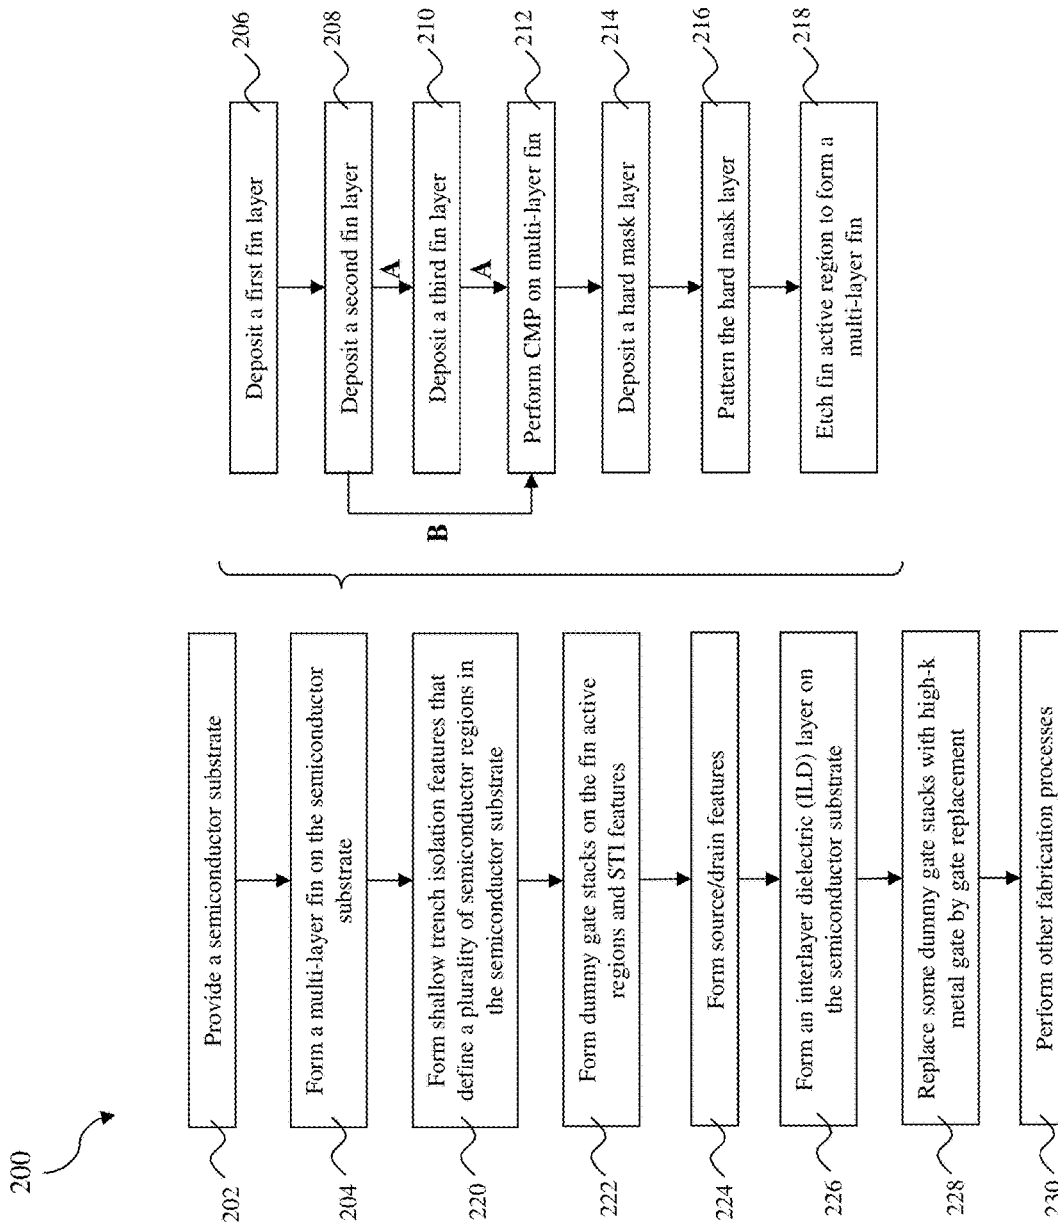 200
202
Provide a semiconductor substrate
204
Form a multi-layer fin on the semiconductor
substrate
220
Form shallow trench isolation features that
define a plurality of semiconductor regions in
the semiconductor substrate
222
Form dummy gate stacks on the fin active
regions and STI features
224
Form source/drain features
226
Form an interlayer dielectric (ILD) layer on
the semiconductor substrate
228
Replace some dummy gate stacks with high-k
metal gate by gate replacement
230
Perform other fabrication processes
206
Deposit a first fin layer
208
Deposit a second fin layer
A
210
Deposit a third fin layer
A
B
212
Perform CMP on multi-layer fin
214
Deposit a hard mask layer
216
Pattern the hard mask layer
218
Etch fin active region to form a
multi-layer fin